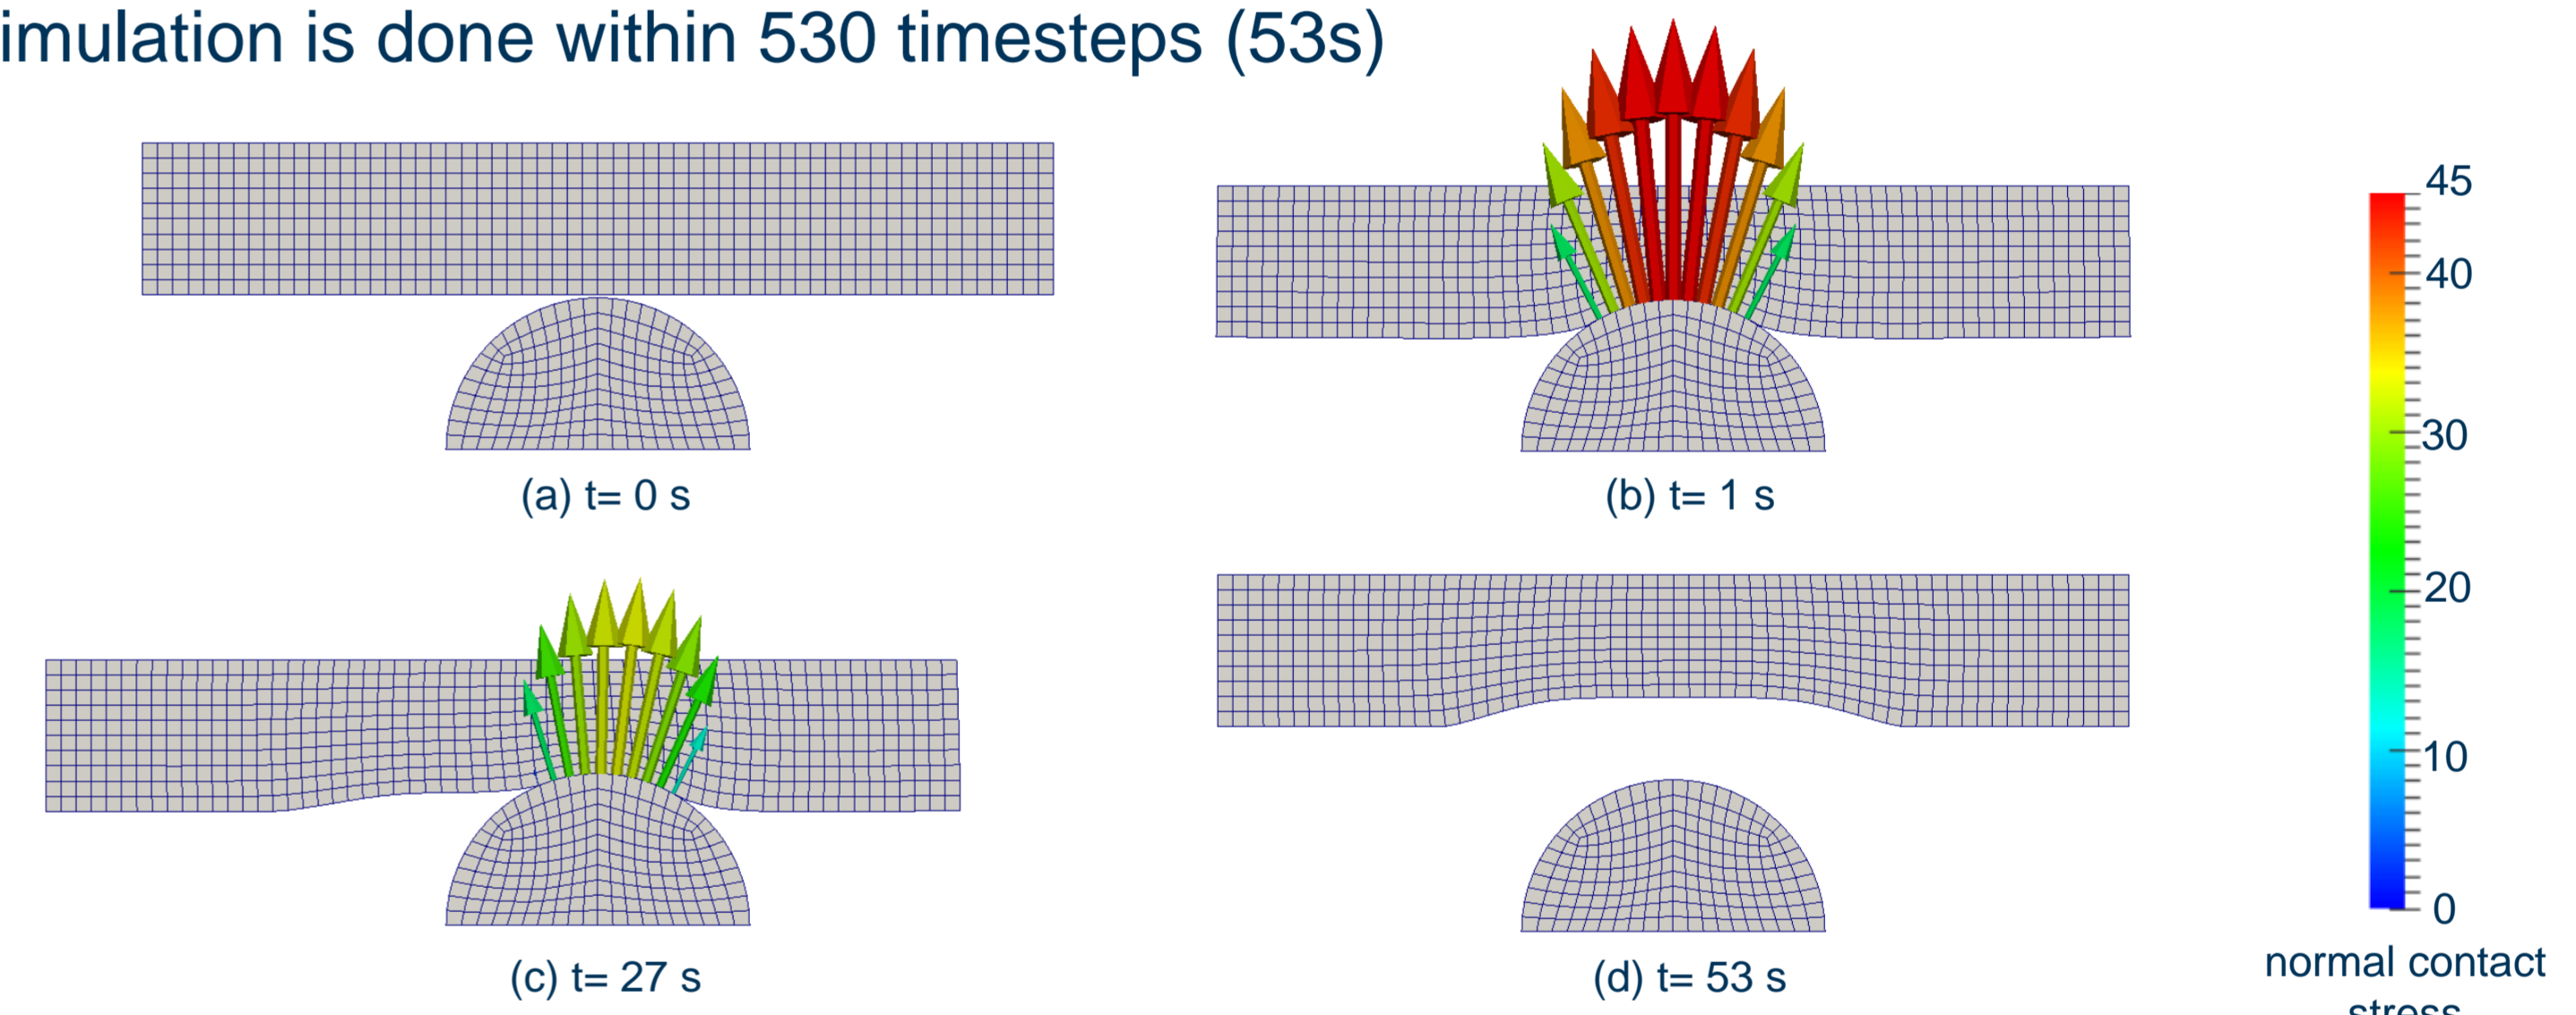 imulation is done within 530 timesteps (53s)
(a) t= 0 s
(b) t= 1 s
(c) t= 27 s
(d) t= 53 s
45
40
30
20
10
0
normal contact
stress